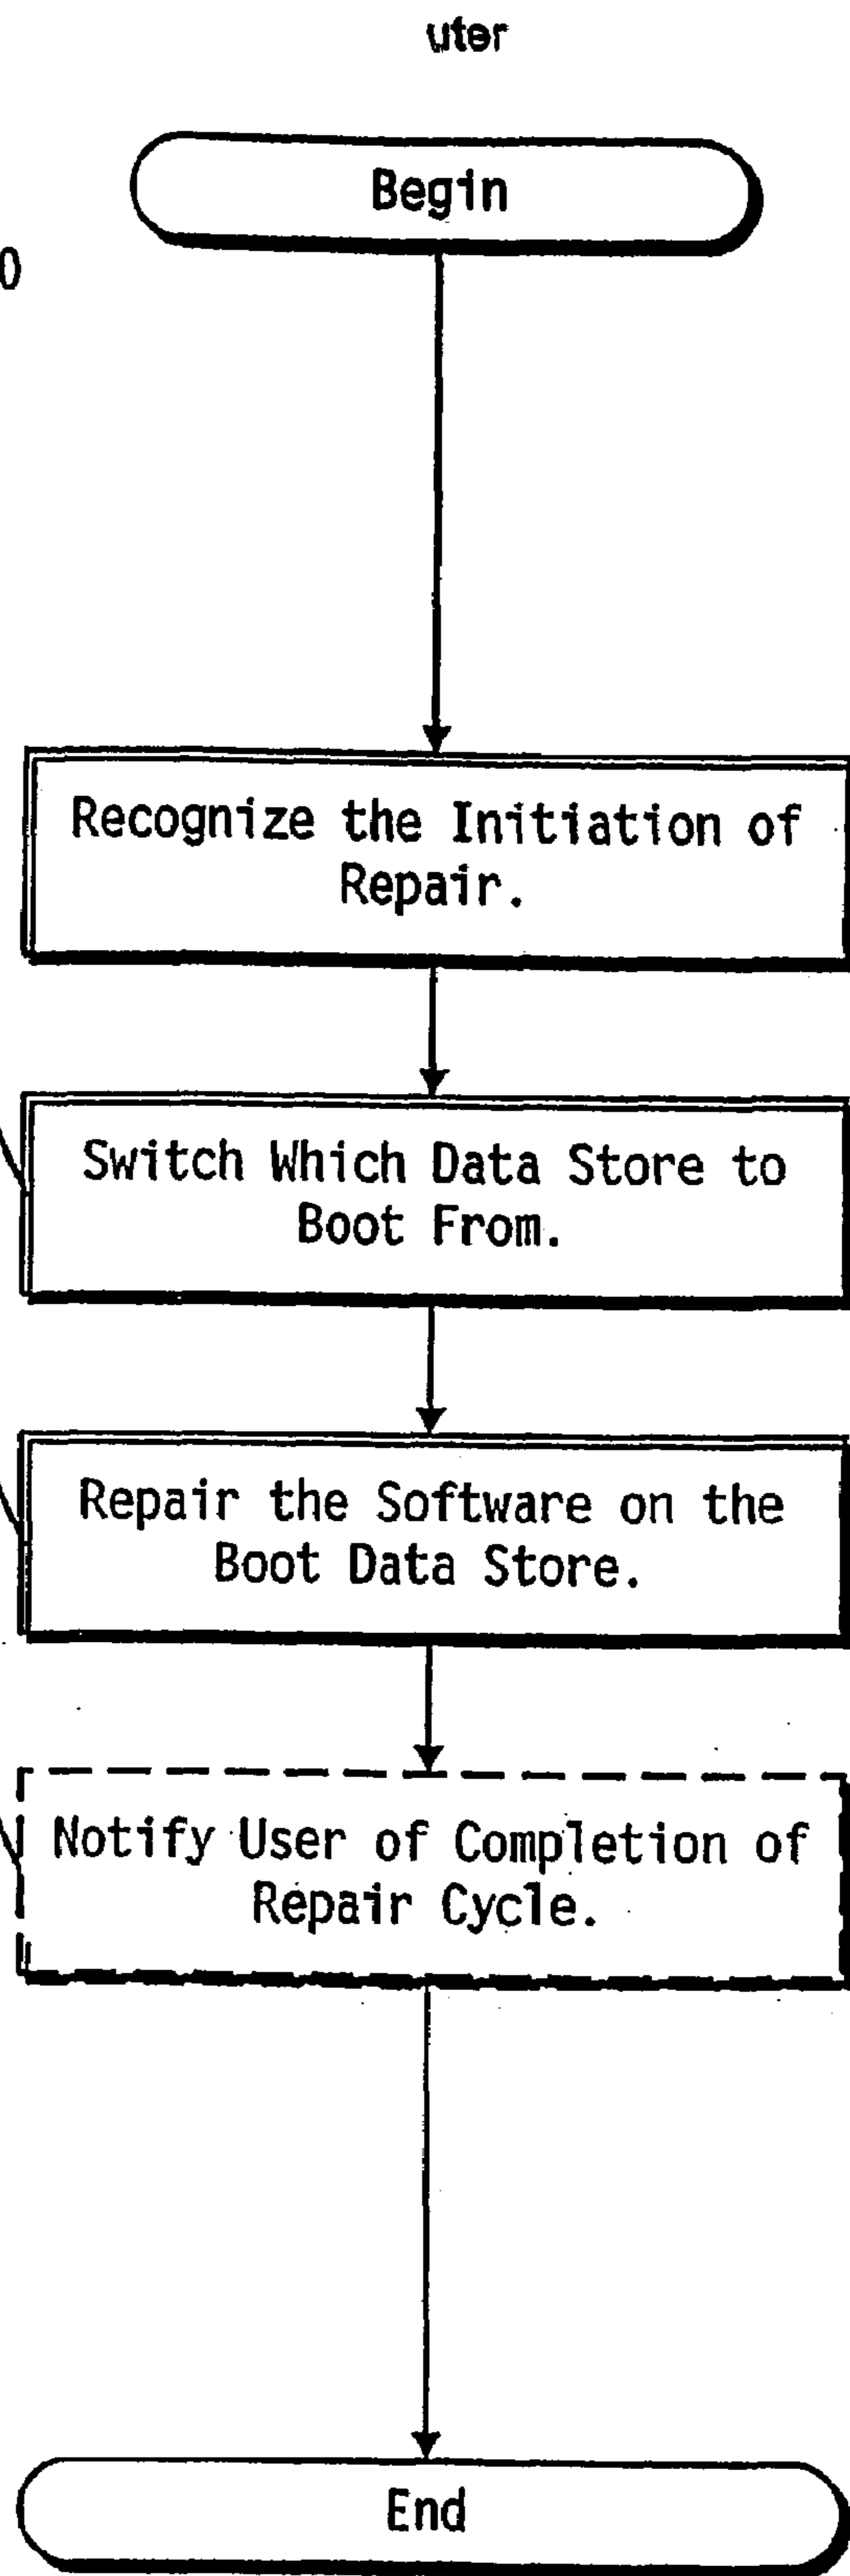 uter
Begin
0
Recognize the Initiation of
Repair.
Switch Which Data Store to
Boot From.
Repair the Software on the
Boot Data Store.
Notify User of Completion of
Repair Cycle.
End